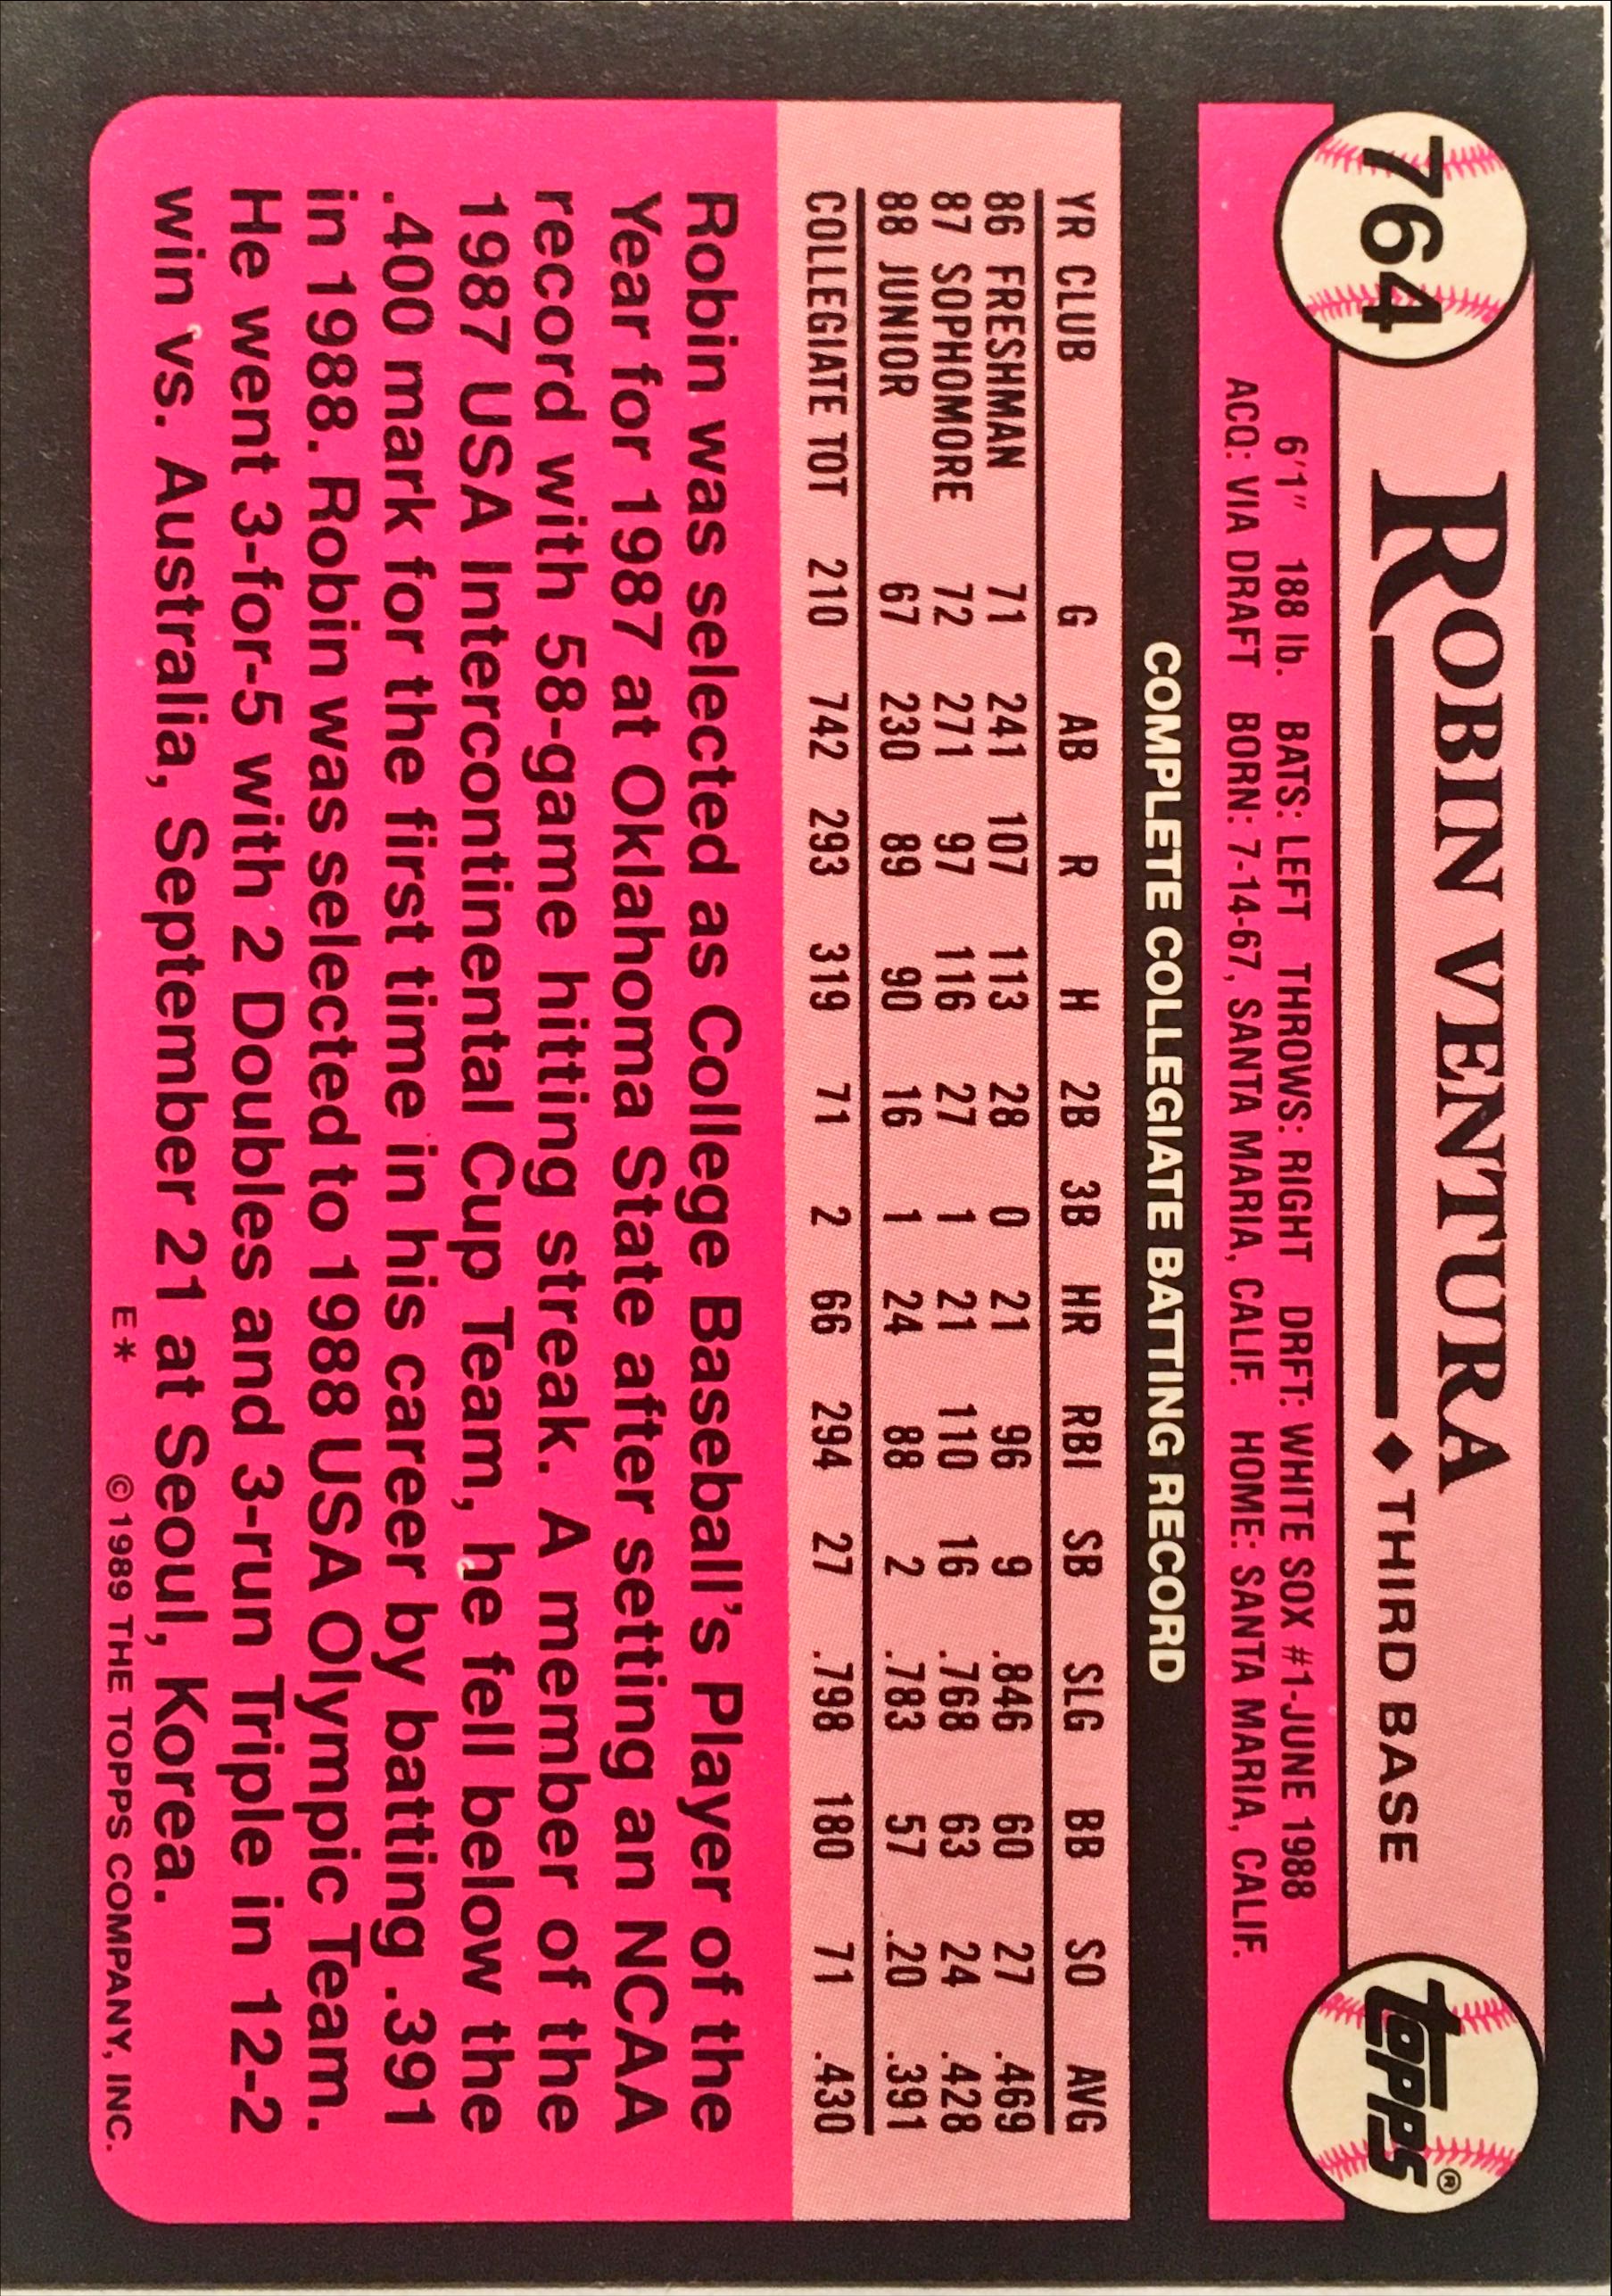 764
ROBIN VENTURA
THIRD BASE
topps®
6'1" 188 lb. BATS: LEFT THROWS: RIGHT DRFT: WHITE SOX #1-JUNE 1988
ACQ: VIA DRAFT BORN: 7-14-67, SANTA MARIA, CALIF. HOME: SANTA MARIA, CALIF.
COMPLETE COLLEGIATE BATTING RECORD
YR CLUB G AB R H 2B 3B HR RBI SB SLG BB SO AVG
86 FRESHMAN 71 241 107 113 28 0 21 96 9 .846 60 27 .469
87 SOPHOMORE 72 271 97 116 27 1 21 110 16 .768 63 24 .428
88 JUNIOR 67 230 89 90 16 1 24 88 2 .783 57 .20 .391
COLLEGIATE TOT 210 742 293 319 71 2 66 294 27 .798 180 71 .430
Robin was selected as College Baseball's Player of the
Year for 1987 at Oklahoma State after setting an NCAA
record with 58-game hitting streak. A member of the
1987 USA Intercontinental Cup Team, he fell below the
.400 mark for the first time in his career by batting .391
in 1988. Robin was selected to 1988 USA Olympic Team.
He went 3-for-5 with 2 Doubles and 3-run Triple in 12-2
win vs. Australia, September 21 at Seoul, Korea.
E* © 1989 THE TOPPS COMPANY, INC.